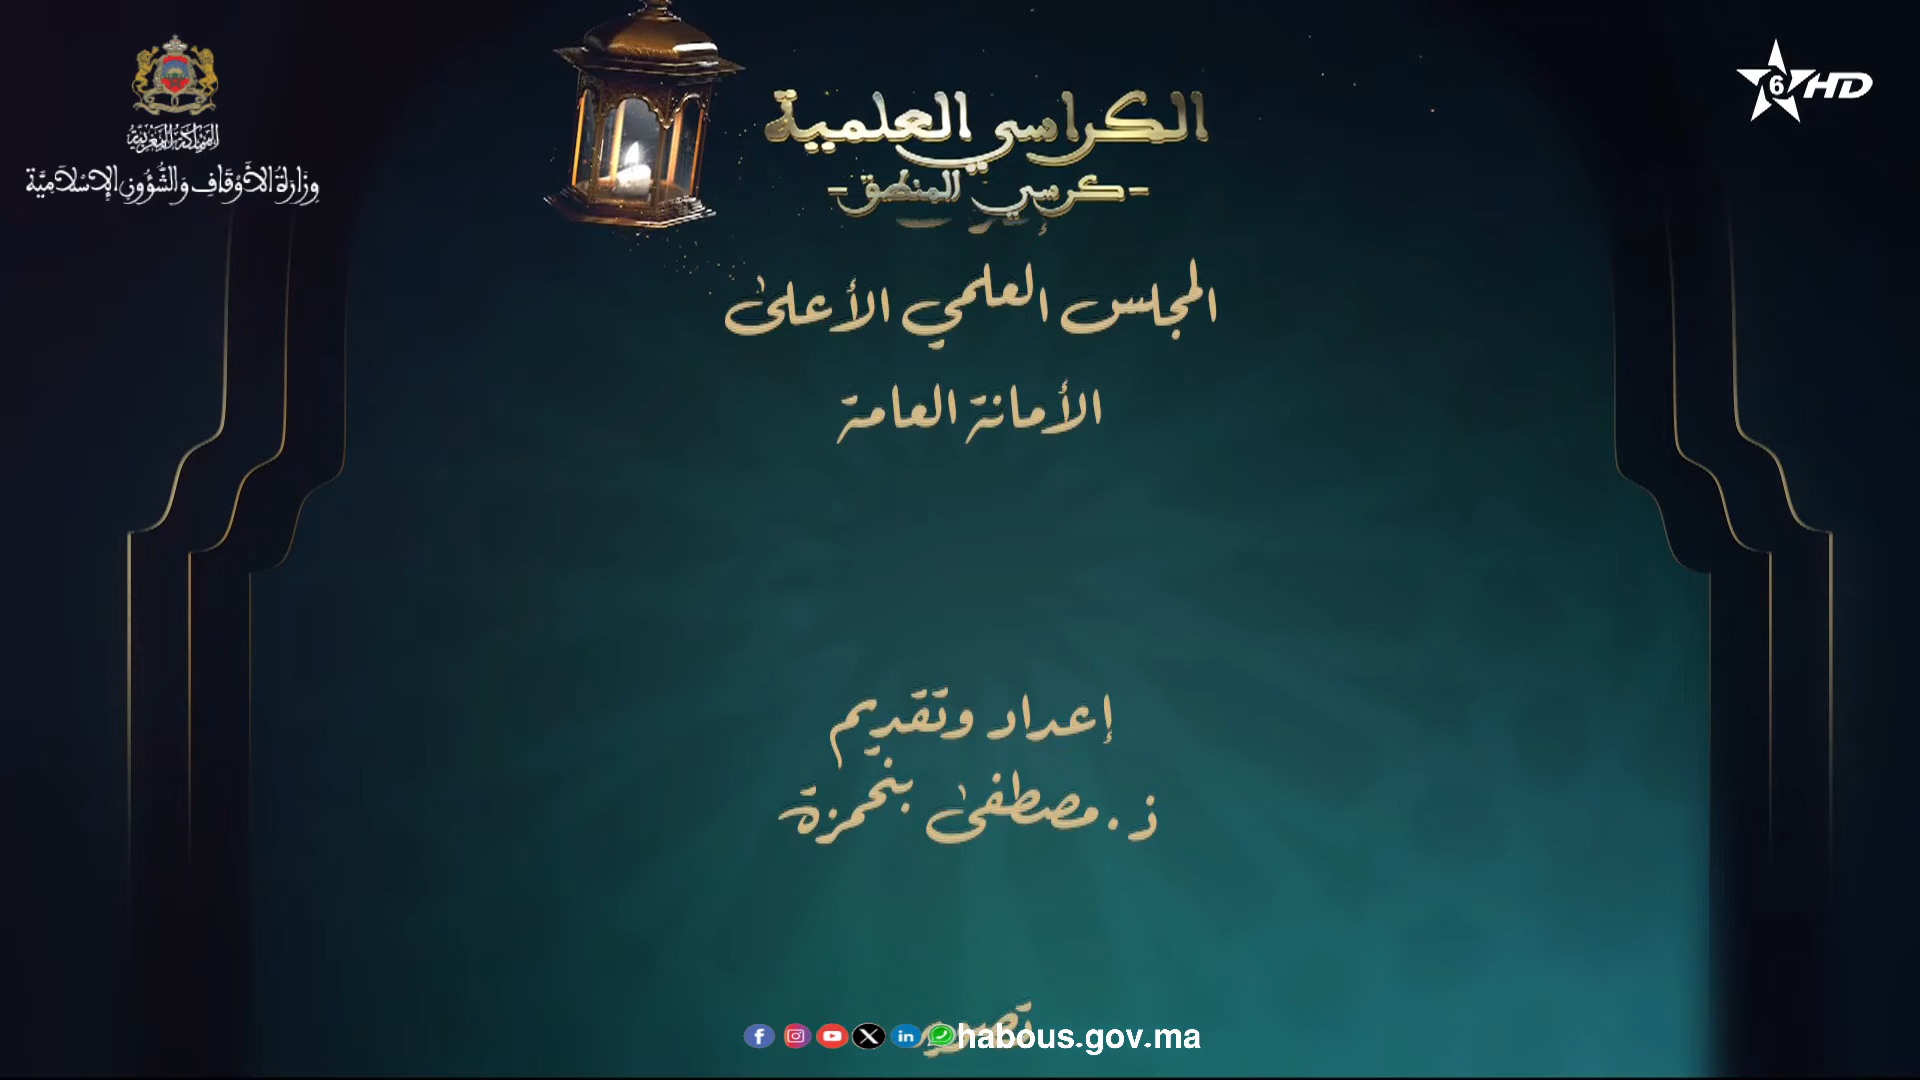 المملكة المغربية
وزارة الأوقاف والشؤون الإسلامية
6 HD
الكراسي العلمية
-كرسي المنطق-
المجلس العلمي الأعلى
الأمانة العامة
إعداد وتقديم
ذ. مصطفى بنحمزة
habous.gov.ma